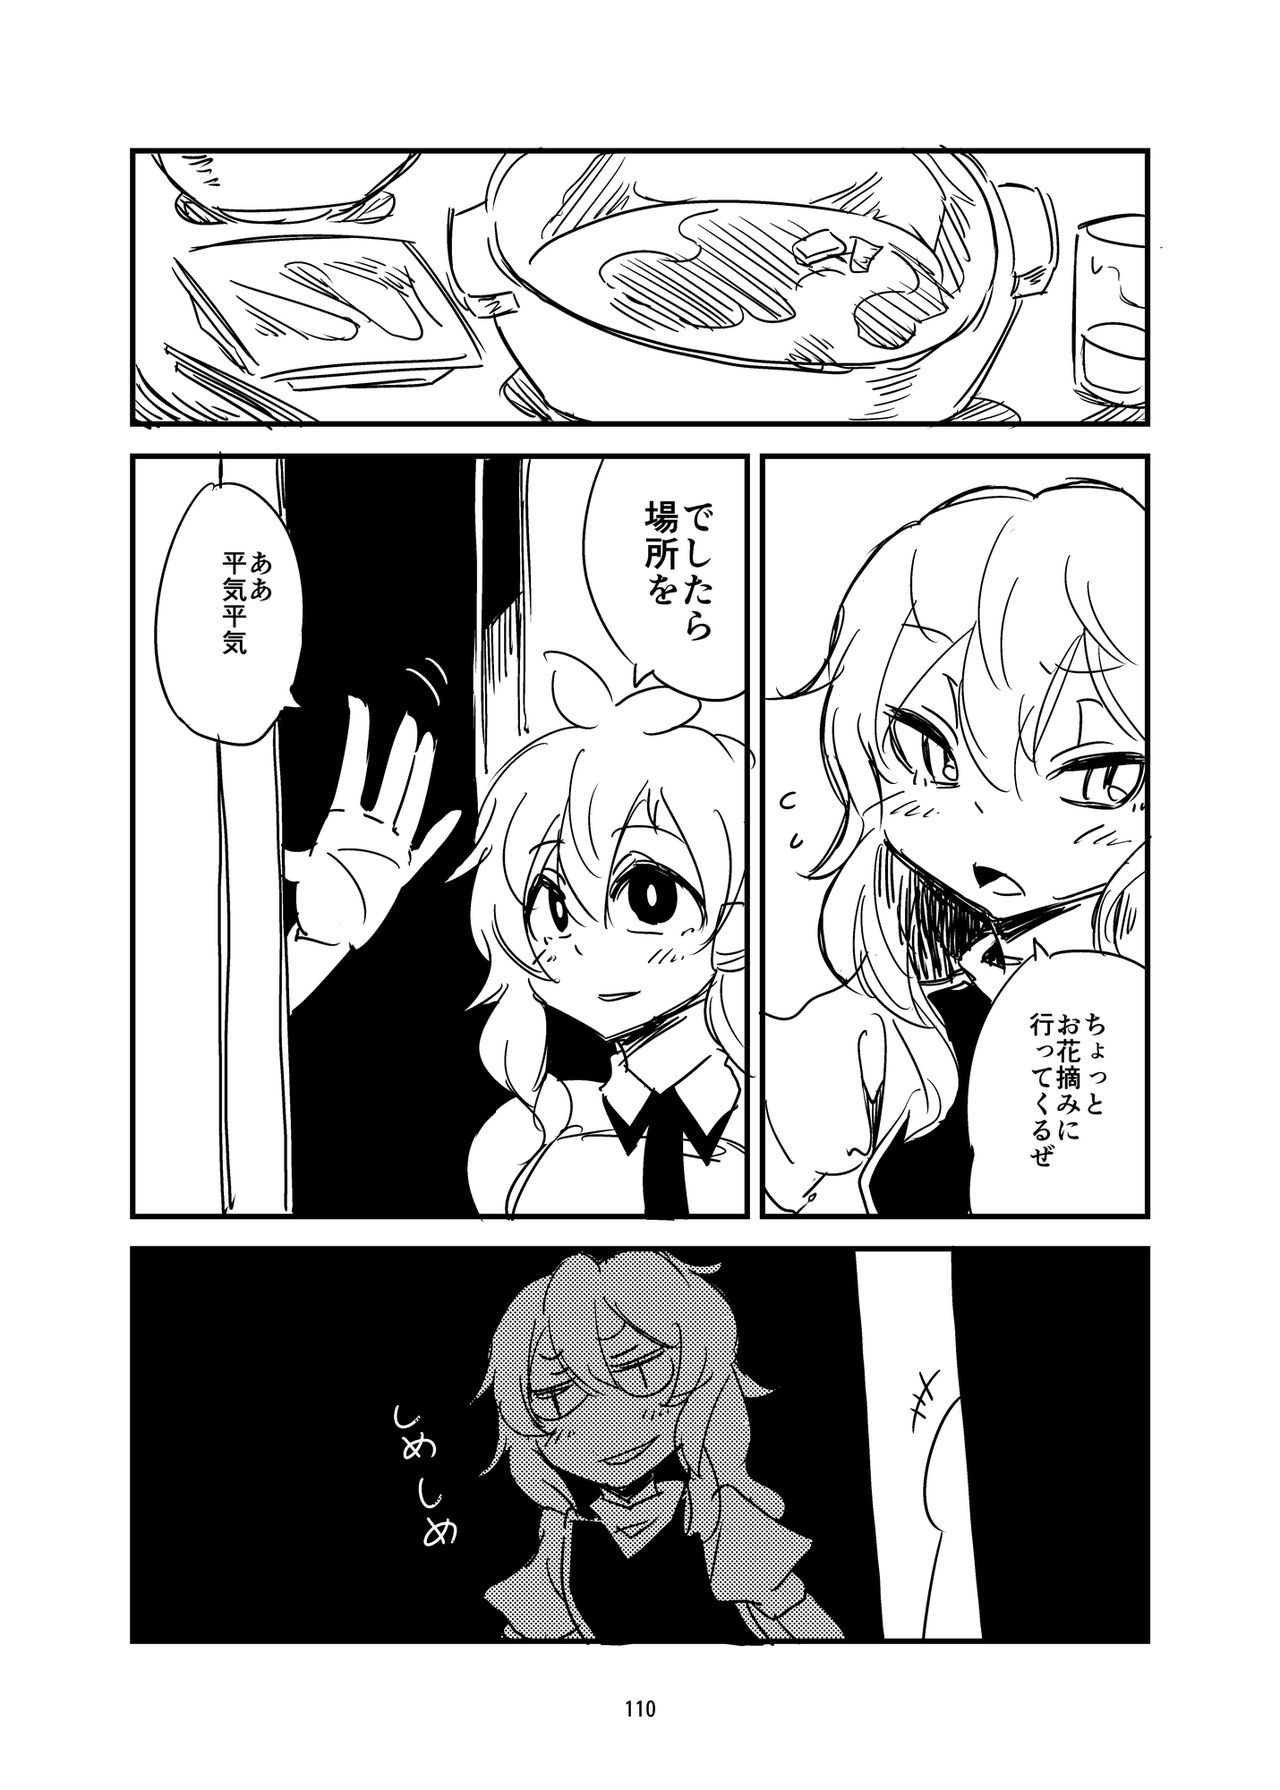 ちょっと
お花摘みに
行ってくるぜ
でしたら
場所を
ああ
平気平気
しめしめ
110